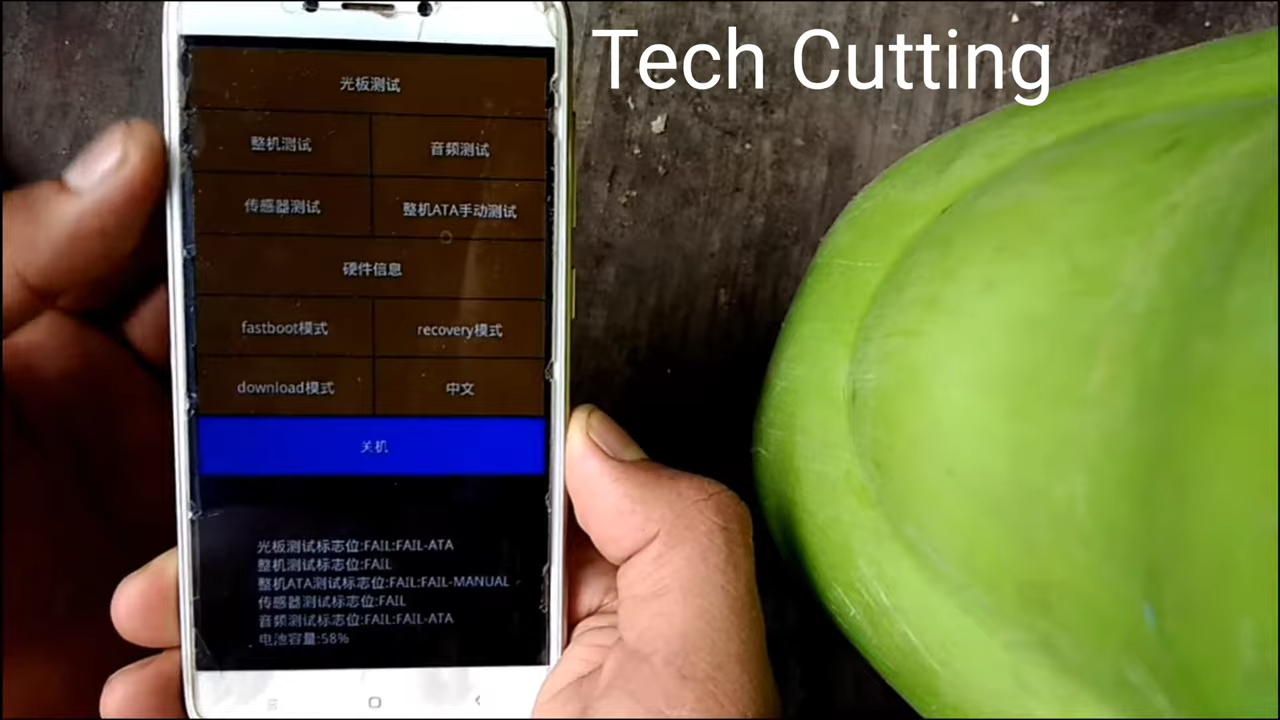 Tech Cutting
光板测试
整机测试
音频测试
传感器测试
整机ATA手动测试
硬件信息
fastboot模式
recovery模式
download模式
中文
关机
光板测试标志位:FAIL:FAIL-ATA
整机测试标志位:FAIL
整机ATA测试标志位:FAIL:FAIL-MANUAL
传感器测试标志位:FAIL
音频测试标志位:FAIL:FAIL-ATA
电池容量:58%